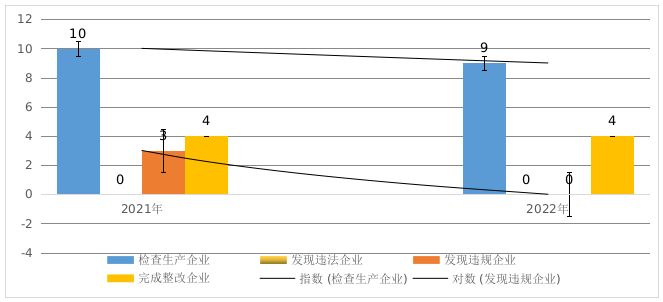 12
10
8
6
4
2
0
-2
-4
10
0
3
4
9
0
0
4
2021年
2022年
检查生产企业
发现违法企业
发现违规企业
完成整改企业
指数 (检查生产企业)
对数 (发现违规企业)